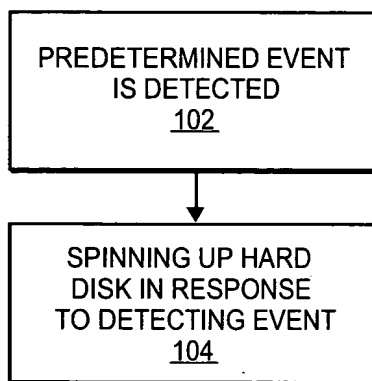 PREDETERMINED EVENT
IS DETECTED
102
SPINNING UP HARD
DISK IN RESPONSE
TO DETECTING EVENT
104